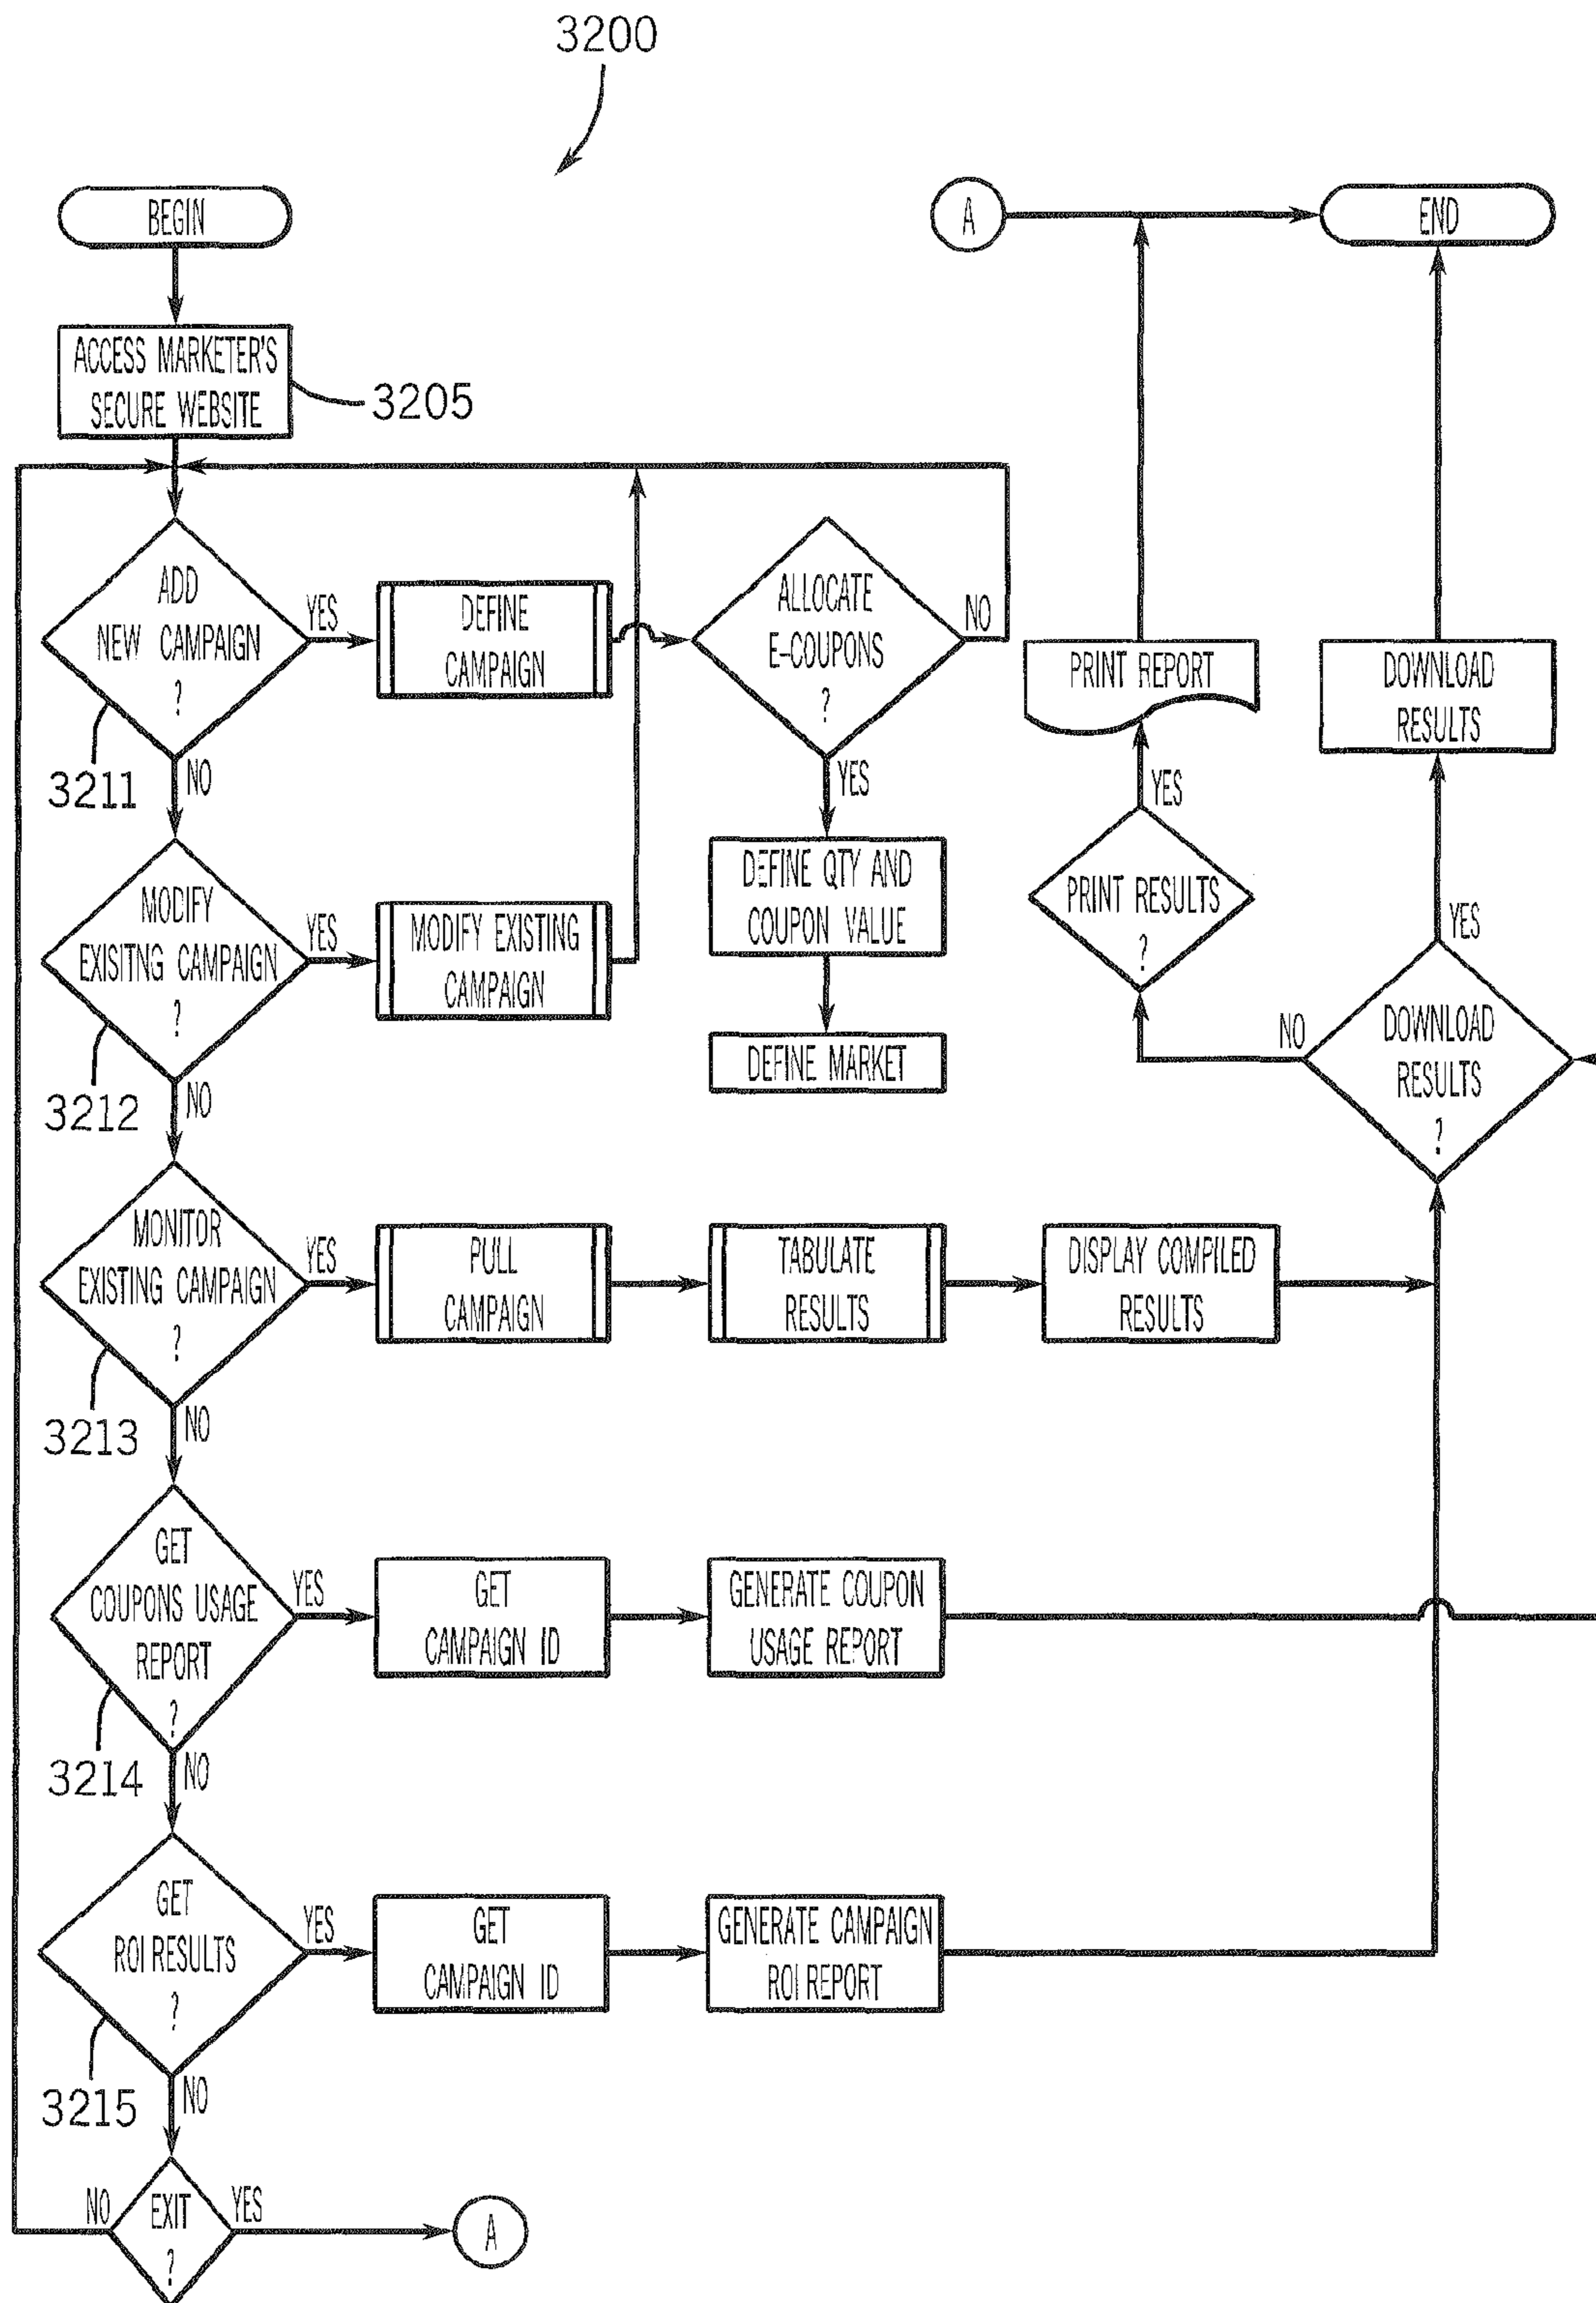 3200
BEGIN
A
END
ACCESS MARKETER'S
SECURE WEBSITE
3205
ADD
NEW CAMPAIGN
?
YES
NO
3211
DEFINE
CAMPAIGN
ALLOCATE
E-COUPONS
?
NO
YES
PRINT REPORT
DOWNLOAD
RESULTS
MODIFY
EXISITNG CAMPAIGN
?
YES
NO
3212
MODIFY EXISTING
CAMPAIGN
DEFINE QTY AND
COUPON VALUE
DEFINE MARKET
YES
PRINT RESULTS
?
YES
NO
DOWNLOAD
RESULTS
?
MONITOR
EXISTING CAMPAIGN
?
YES
NO
3213
PULL
CAMPAIGN
TABULATE
RESULTS
DISPLAY COMPILED
RESULTS
GET
COUPONS USAGE
REPORT
?
YES
NO
3214
GET
CAMPAIGN ID
GENERATE COUPON
USAGE REPORT
GET
ROI RESULTS
?
YES
NO
3215
GET
CAMPAIGN ID
GENERATE CAMPAIGN
ROI REPORT
NO
EXIT
?
YES
A